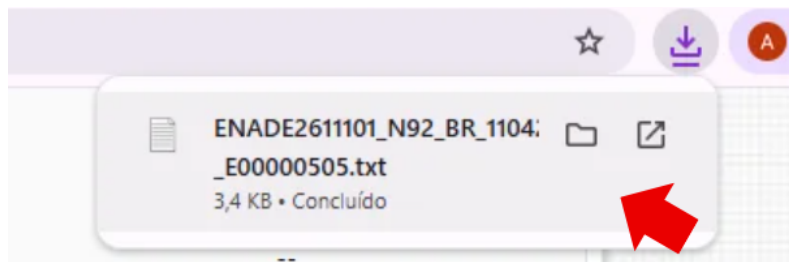 A
ENADE2611101_N92_BR_1104
_E00000505.txt
3,4 KB • Concluído
--